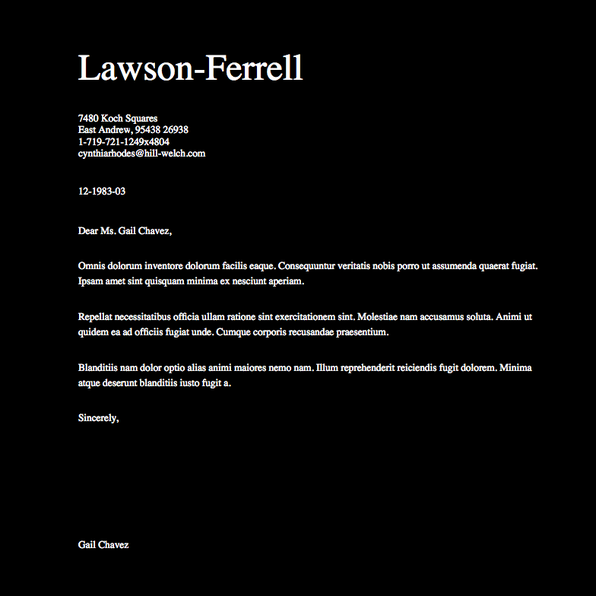 Lawson-Ferrell
7480 Koch Squares
East Andrew, 95438 26938
1-719-721-1249x4804
cynthiarhodes@hill-welch.com
12-1983-03
Dear Ms. Gail Chavez,
Omnis dolorum inventore dolorum facilis eaque. Consequuntur veritatis nobis porro ut assumenda quaerat fugiat.
Ipsam amet sint quisquam minima ex nesciunt aperiam.
Repellat necessitatibus officia ullam ratione sint exercitationem sint. Molestiae nam accusamus soluta. Animi ut
quidem ea ad officiis fugiat unde. Cumque corporis recusandae praesentium.
Blanditiis nam dolor optio alias animi maiores nemo nam. Illum reprehenderit reiciendis fugit dolorem. Minima
atque deserunt blanditiis iusto fugit a.
Sincerely,
Gail Chavez